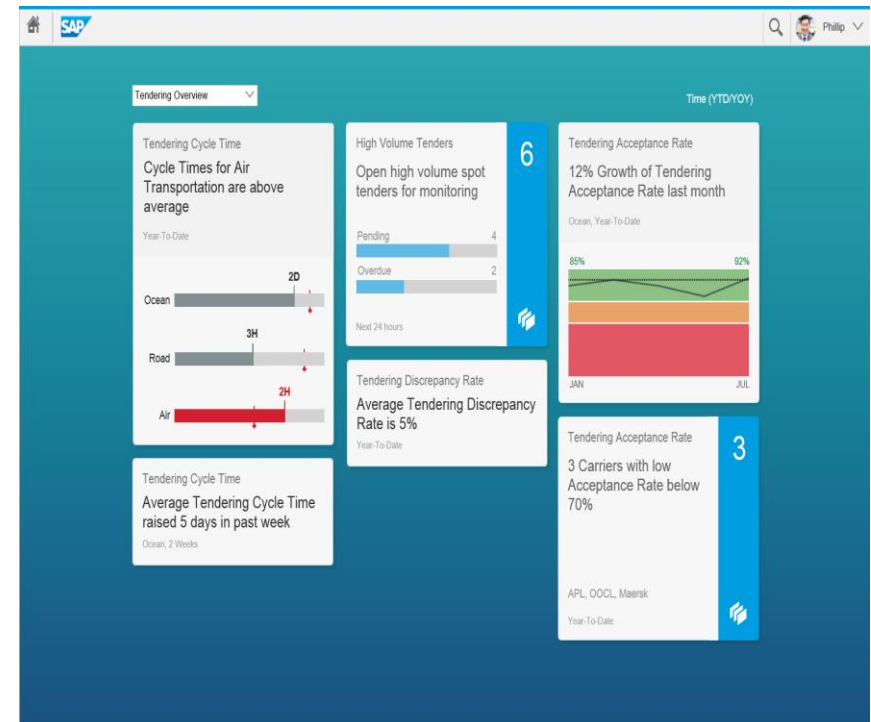 SAP
Phillip
Tendering Overview
Time (YTD/YOY)
Tendering Cycle Time
Cycle Times for Air
Transportation are above
average
Year-To-Date
2D
Ocean
3H
Road
2H
Air
Tendering Cycle Time
Average Tendering Cycle Time
raised 5 days in past week
Ocean, 2 Weeks
High Volume Tenders
6
Open high volume spot
tenders for monitoring
Pending 4
Overdue 2
Next 24 hours
Tendering Discrepancy Rate
Average Tendering Discrepancy
Rate is 5%
Year-To-Date
Tendering Acceptance Rate
12% Growth of Tendering
Acceptance Rate last month
Ocean, Year-To-Date
85% 92%
JAN JUL
Tendering Acceptance Rate
3
3 Carriers with low
Acceptance Rate below
70%
APL, OOCL, Maersk
Year-To-Date